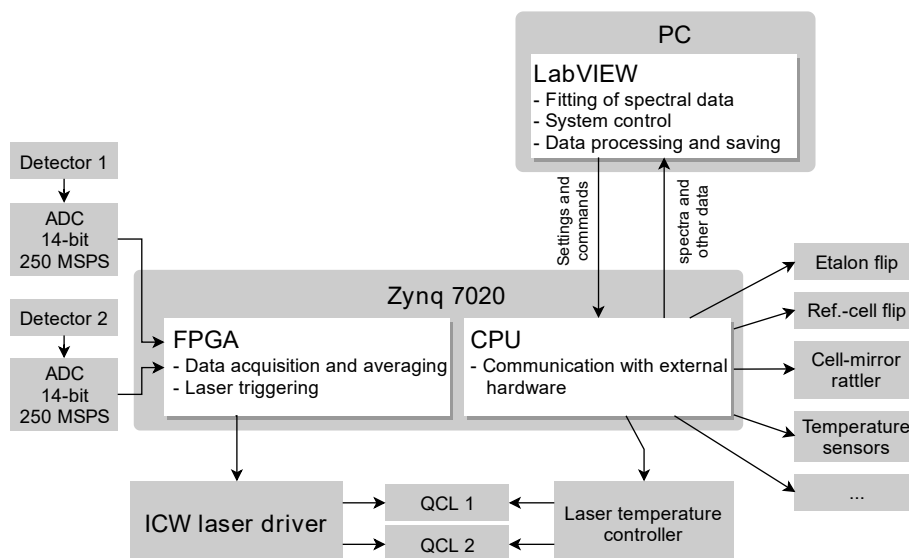 PC
LabVIEW
- Fitting of spectral data
- System control
- Data processing and saving
Settings and
commands
spectra and
other data
Detector 1
ADC
14-bit
250 MSPS
Detector 2
ADC
14-bit
250 MSPS
Zynq 7020
FPGA
- Data acquisition and averaging
- Laser triggering
CPU
- Communication with external
hardware
Etalon flip
Ref.-cell flip
Cell-mirror
rattler
Temperature
sensors
...
ICW laser driver
QCL 1
QCL 2
Laser temperature
controller